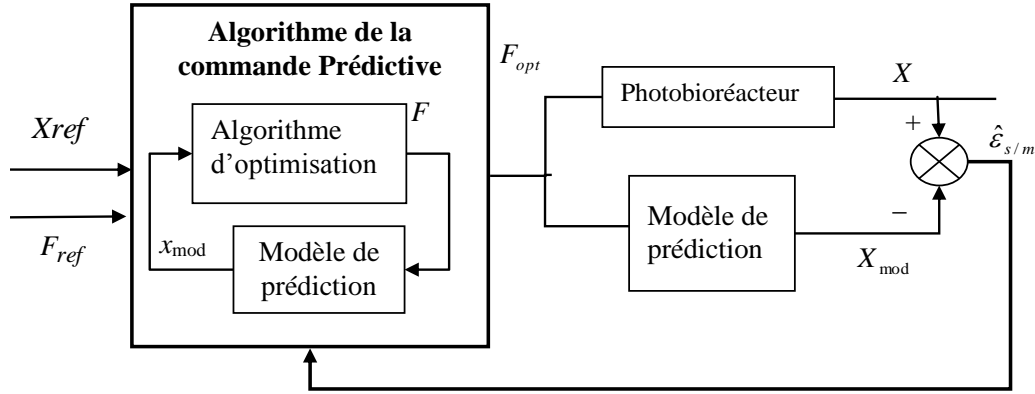 Algorithme de la
commande Prédictive
Xref
F_ref
Algorithme
d'optimisation
F
x_mod
Modèle de
prédiction
F_opt
Photobioréacteur
Modèle de
prédiction
X
+
−
X_mod
ε̂_s/m